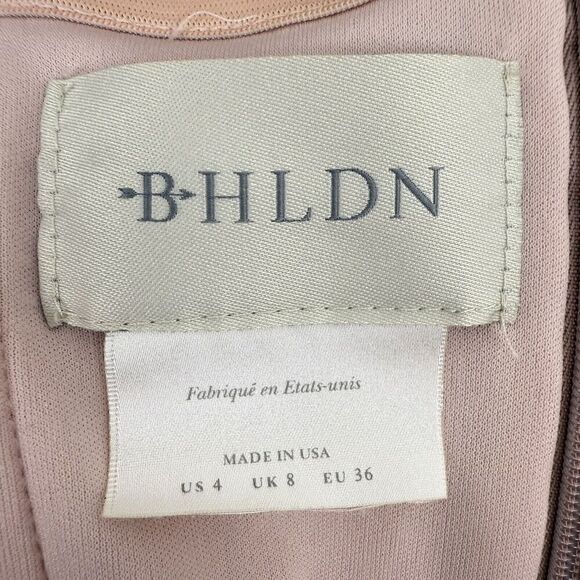 BHLDN
Fabriqué en Etats-unis
MADE IN USA
US 4 UK 8 EU 36